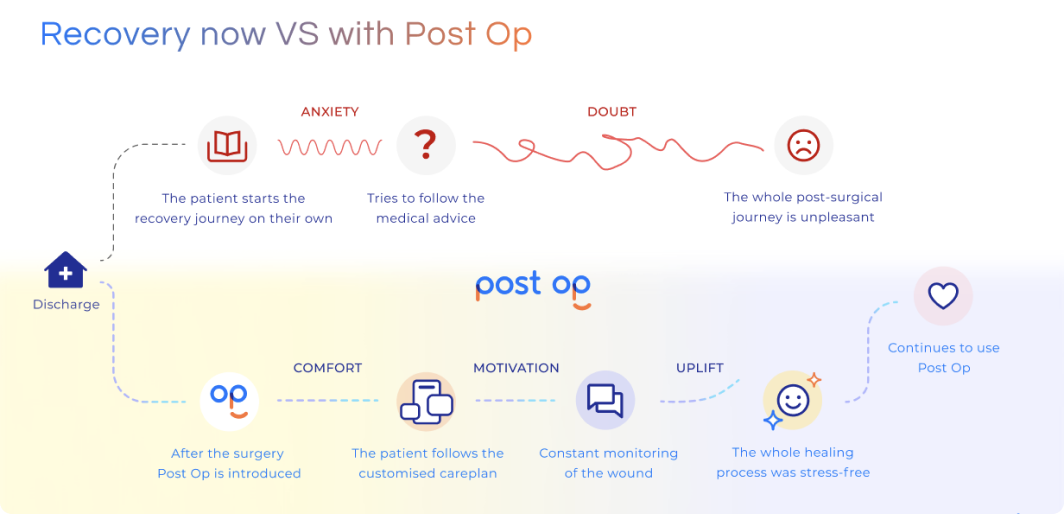 Recovery now VS with Post Op
ANXIETY
DOUBT
?
The patient starts the
recovery journey on their own
Tries to follow the
medical advice
The whole post-surgical
journey is unpleasant
Discharge
post op
Continues to use
Post Op
COMFORT
MOTIVATION
UPLIFT
op
After the surgery
Post Op is introduced
The patient follows the
customised careplan
Constant monitoring
of the wound
The whole healing
process was stress-free